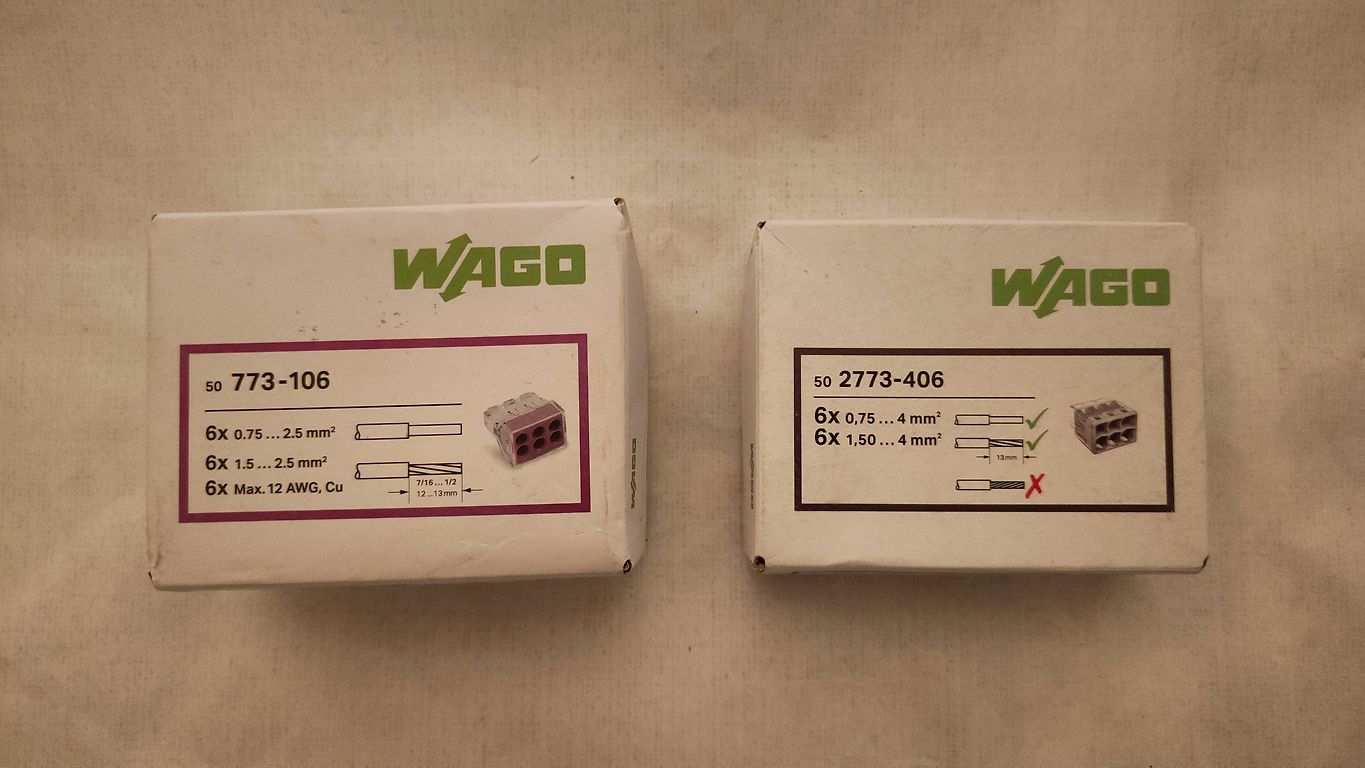 WAGO
50 773-106
6x 0.75 ... 2.5 mm²
6x 1.5 ... 2.5 mm²
6x Max. 12 AWG, Cu
7/16 ... 1/2
12 ... 13 mm
WAGO
WAGO
50 2773-406
6x 0,75 ... 4 mm²
6x 1,50 ... 4 mm²
13 mm
WAGO